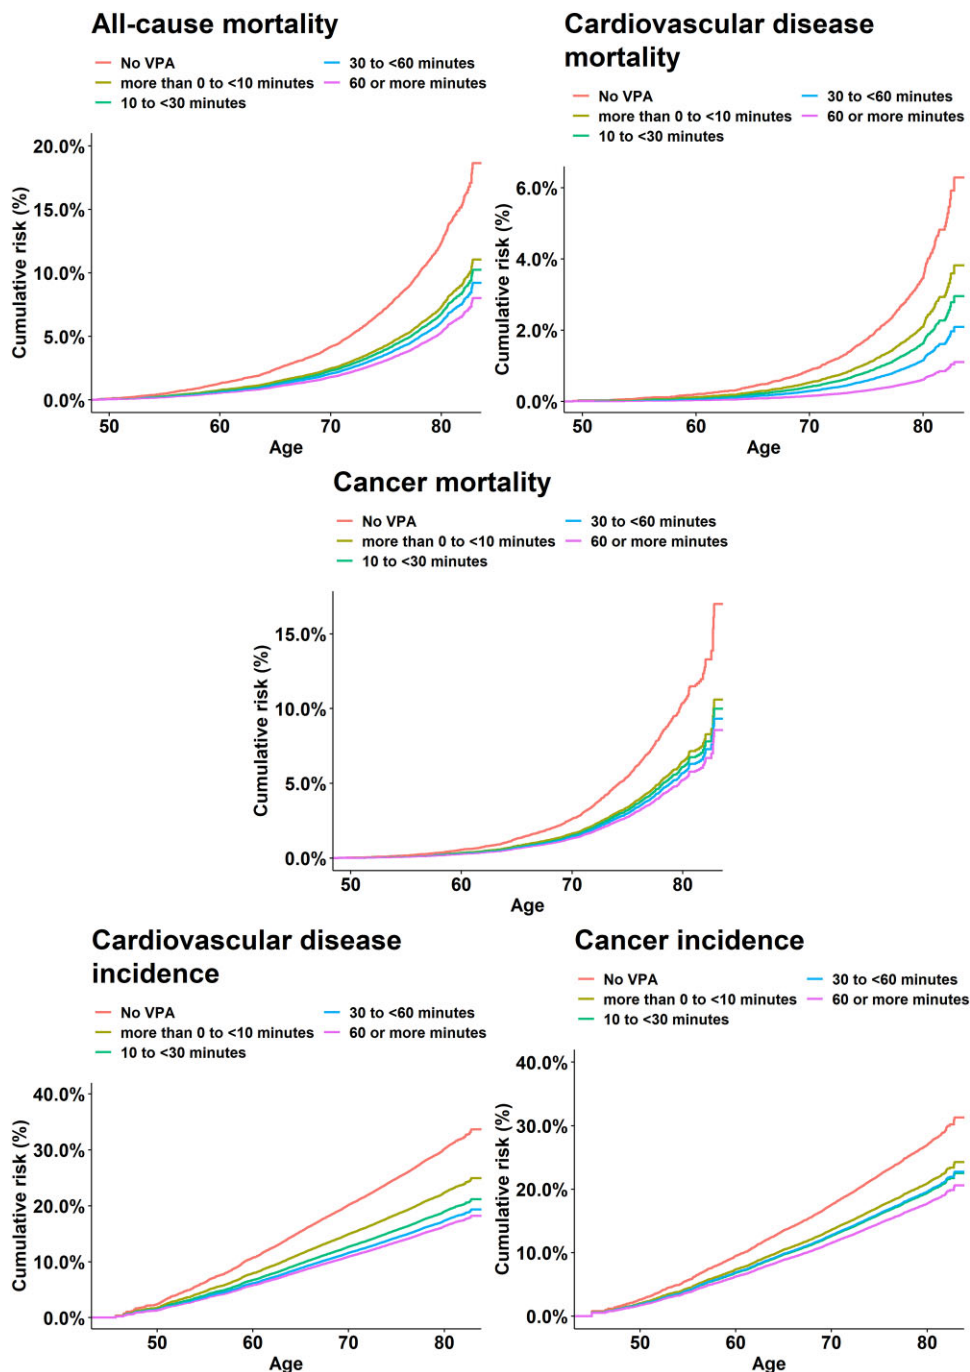 All-cause mortality
No VPA
30 to <60 minutes
more than 0 to <10 minutes
60 or more minutes
10 to <30 minutes
20.0%
15.0%
10.0%
5.0%
0.0%
Cumulative risk (%)
50 60 70 80
Age
Cardiovascular disease
mortality
No VPA
30 to <60 minutes
more than 0 to <10 minutes
60 or more minutes
10 to <30 minutes
6.0%
4.0%
2.0%
0.0%
Cumulative risk (%)
50 60 70 80
Age
Cancer mortality
No VPA
30 to <60 minutes
more than 0 to <10 minutes
60 or more minutes
10 to <30 minutes
15.0%
10.0%
5.0%
0.0%
Cumulative risk (%)
50 60 70 80
Age
Cardiovascular disease
incidence
No VPA
30 to <60 minutes
more than 0 to <10 minutes
60 or more minutes
10 to <30 minutes
40.0%
30.0%
20.0%
10.0%
0.0%
Cumulative risk (%)
50 60 70 80
Age
Cancer incidence
No VPA
30 to <60 minutes
more than 0 to <10 minutes
60 or more minutes
10 to <30 minutes
40.0%
30.0%
20.0%
10.0%
0.0%
Cumulative risk (%)
50 60 70 80
Age